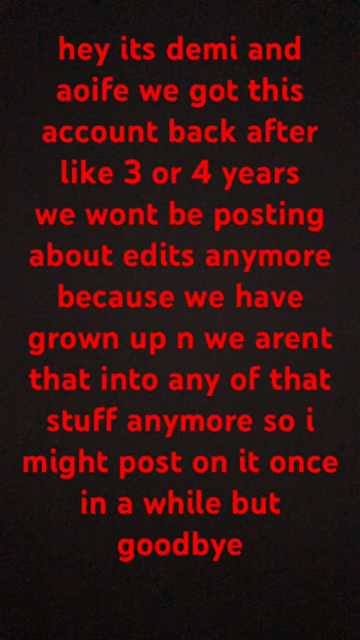 hey its demi and
aoife we got this
account back after
like 3 or 4 years
we wont be posting
about edits anymore
because we have
grown up n we arent
that into any of that
stuff anymore so i
might post on it once
in a while but
goodbye